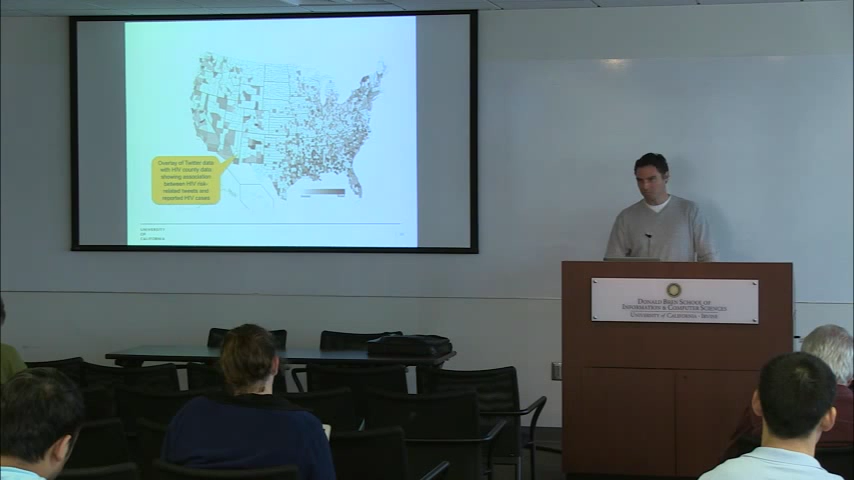 Overlay of Twitter data
with HIV county data
showing association
between HIV risk-
related tweets and
reported HIV cases
UNIVERSITY
OF
CALIFORNIA
DONALD BREN SCHOOL OF
INFORMATION & COMPUTER SCIENCES
UNIVERSITY OF CALIFORNIA · IRVINE